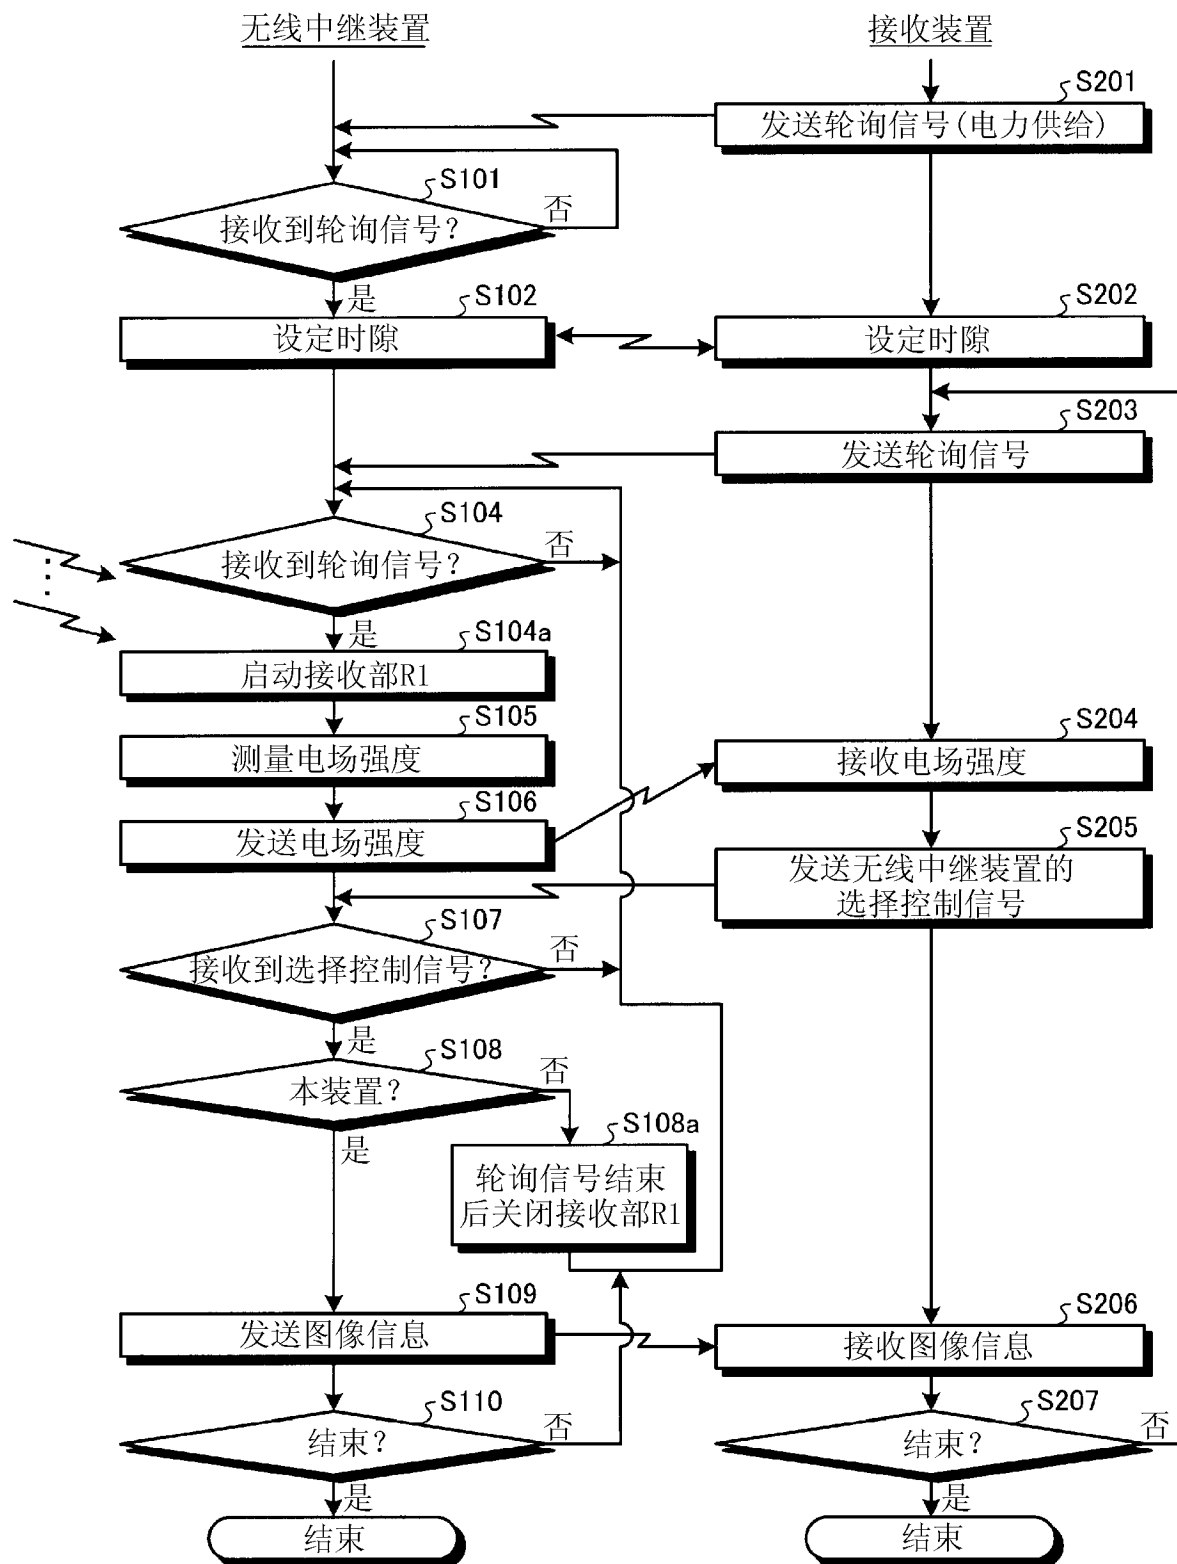 无线中继装置
接收装置
S201
发送轮询信号(电力供给)
S101
接收到轮询信号?
否
是
S102
设定时隙
S202
设定时隙
S203
发送轮询信号
S104
接收到轮询信号?
否
是
S104a
启动接收部R1
S105
测量电场强度
S204
接收电场强度
S106
发送电场强度
S205
发送无线中继装置的
选择控制信号
S107
接收到选择控制信号?
否
是
S108
本装置?
否
是
S108a
轮询信号结束
后关闭接收部R1
S109
发送图像信息
S206
接收图像信息
S110
结束?
否
是
结束
S207
结束?
否
是
结束